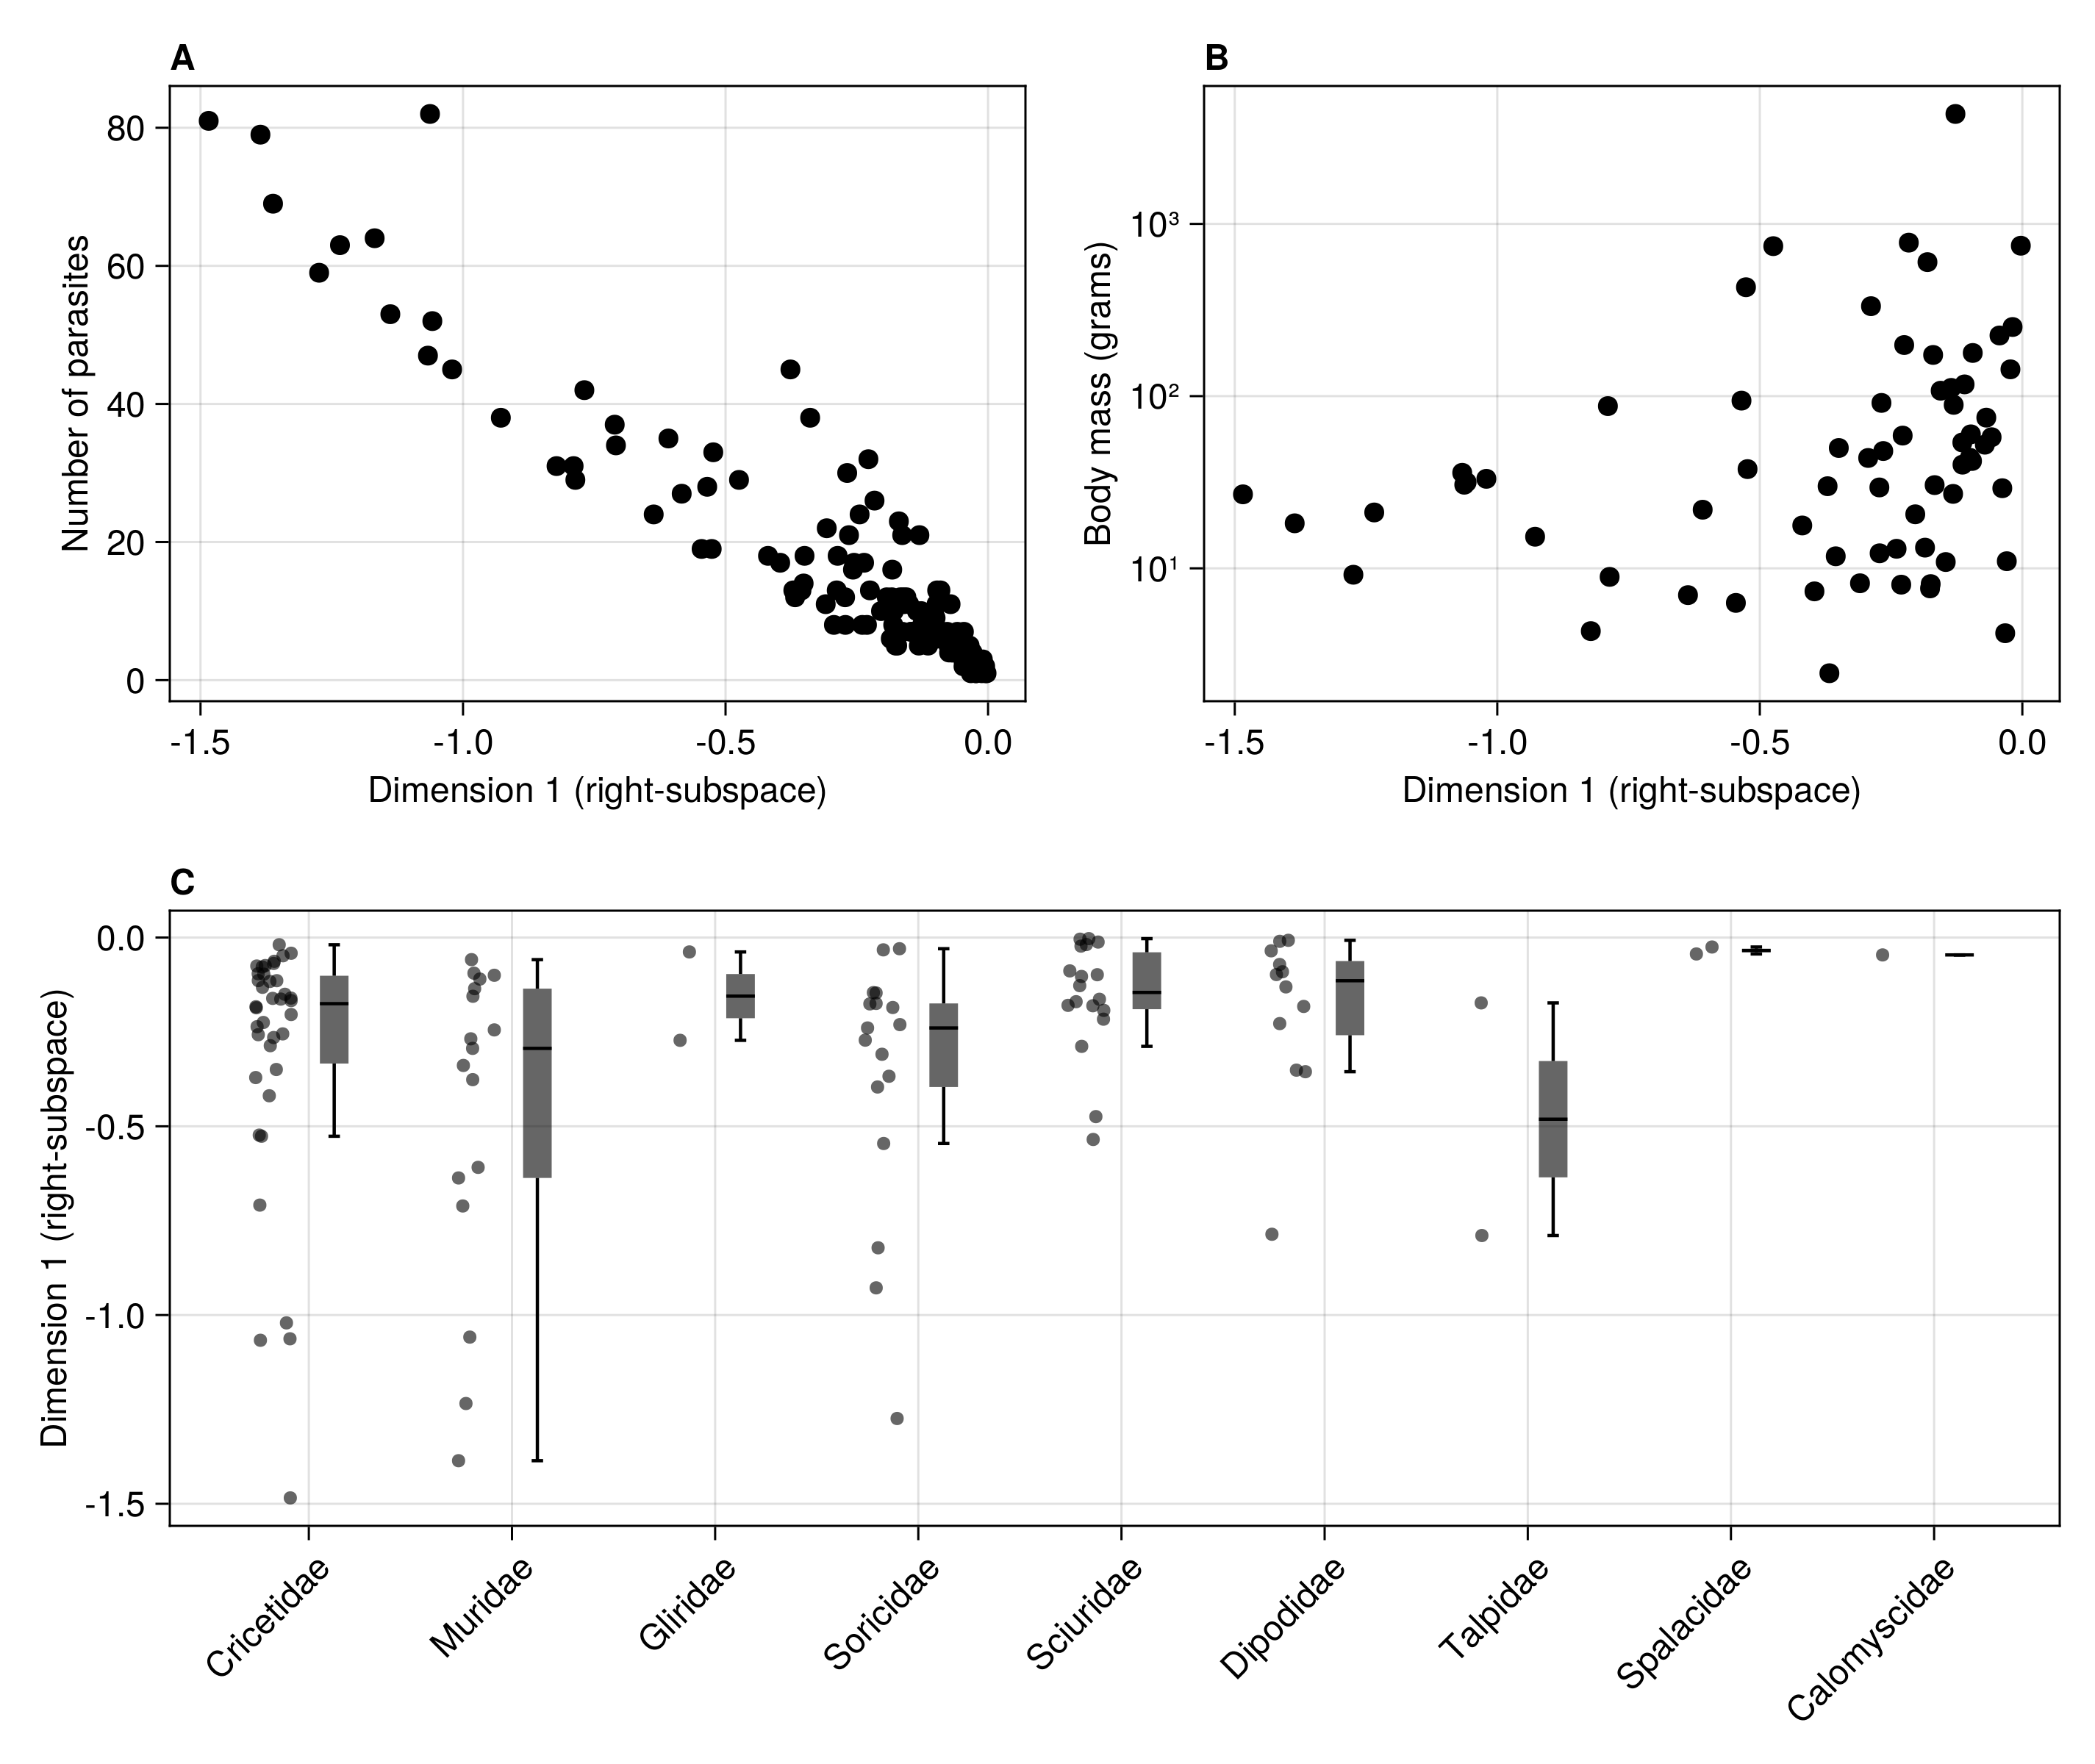 A
80
60
40
20
0
Number of parasites
-1.5 -1.0 -0.5 0.0
Dimension 1 (right-subspace)
B
10³
10²
10¹
Body mass (grams)
-1.5 -1.0 -0.5 0.0
Dimension 1 (right-subspace)
C
0.0
-0.5
-1.0
-1.5
Dimension 1 (right-subspace)
Cricetidae
Muridae
Gliridae
Soricidae
Sciuridae
Dipodidae
Talpidae
Spalacidae
Calomyscidae